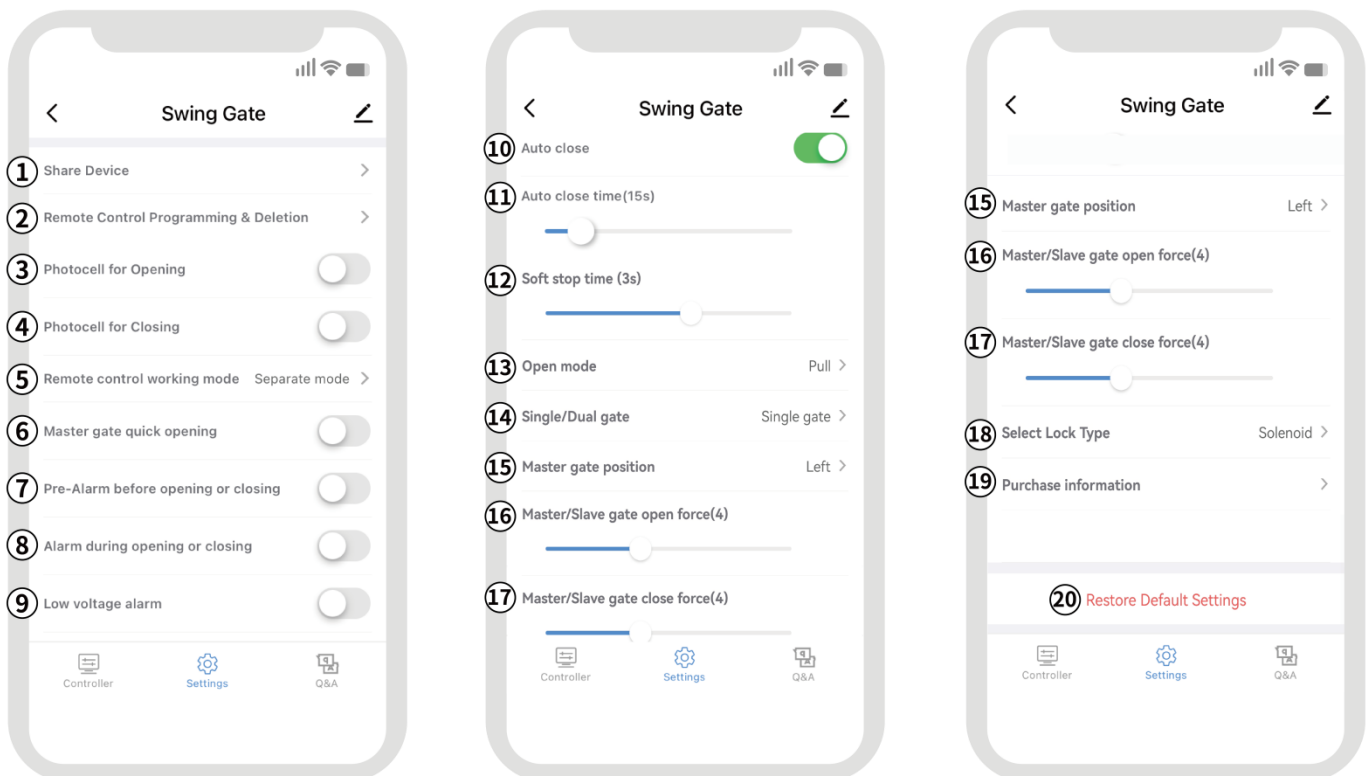 Swing Gate
1 Share Device
2 Remote Control Programming & Deletion
3 Photocell for Opening
4 Photocell for Closing
5 Remote control working mode Separate mode
6 Master gate quick opening
7 Pre-Alarm before opening or closing
8 Alarm during opening or closing
9 Low voltage alarm
Controller Settings Q&A
Swing Gate
10 Auto close
11 Auto close time(15s)
12 Soft stop time (3s)
13 Open mode Pull
14 Single/Dual gate Single gate
15 Master gate position Left
16 Master/Slave gate open force(4)
17 Master/Slave gate close force(4)
Controller Settings Q&A
Swing Gate
15 Master gate position Left
16 Master/Slave gate open force(4)
17 Master/Slave gate close force(4)
18 Select Lock Type Solenoid
19 Purchase information
20 Restore Default Settings
Controller Settings Q&A